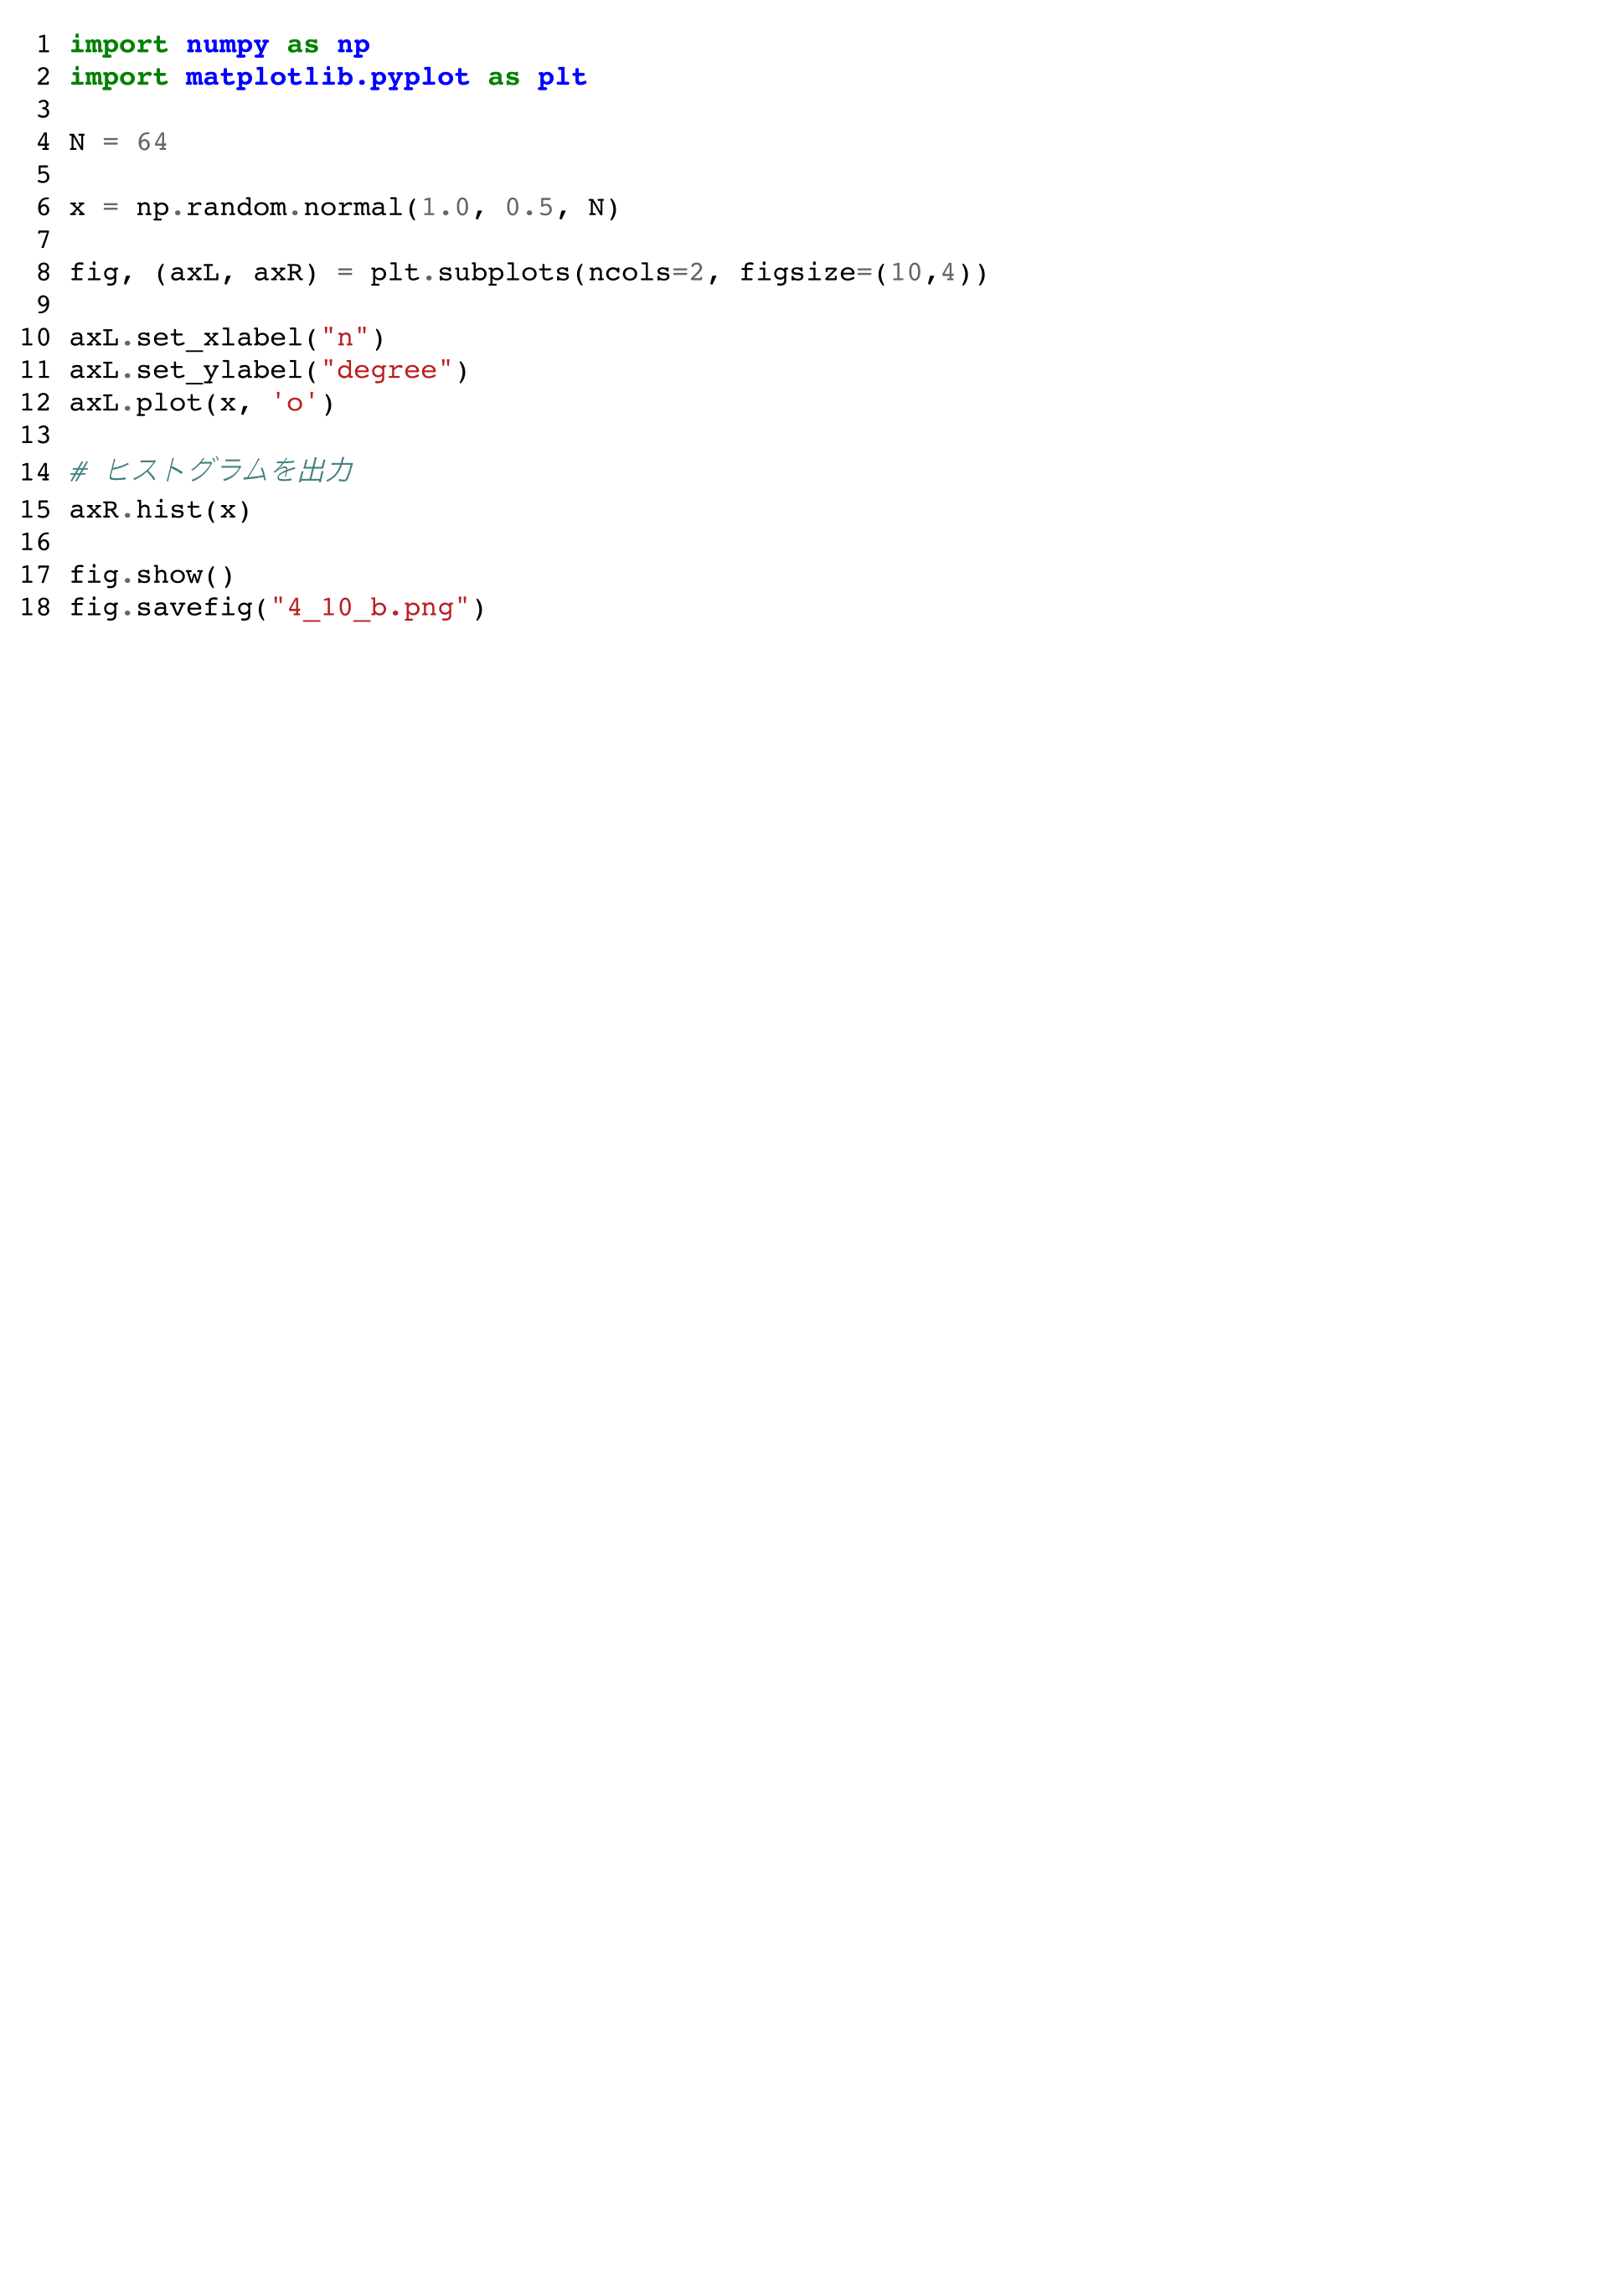 1 import numpy as np
2 import matplotlib.pyplot as plt
3
4 N = 64
5
6 x = np.random.normal(1.0, 0.5, N)
7
8 fig, (axL, axR) = plt.subplots(ncols=2, figsize=(10,4))
9
10 axL.set_xlabel("n")
11 axL.set_ylabel("degree")
12 axL.plot(x, 'o')
13
14 # ヒストグラムを出力
15 axR.hist(x)
16
17 fig.show()
18 fig.savefig("4_10_b.png")